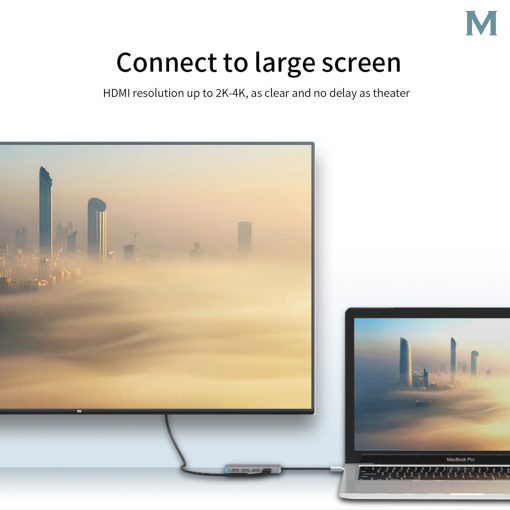 M
Connect to large screen
HDMI resolution up to 2K-4K, as clear and no delay as theater
MacBook Pro